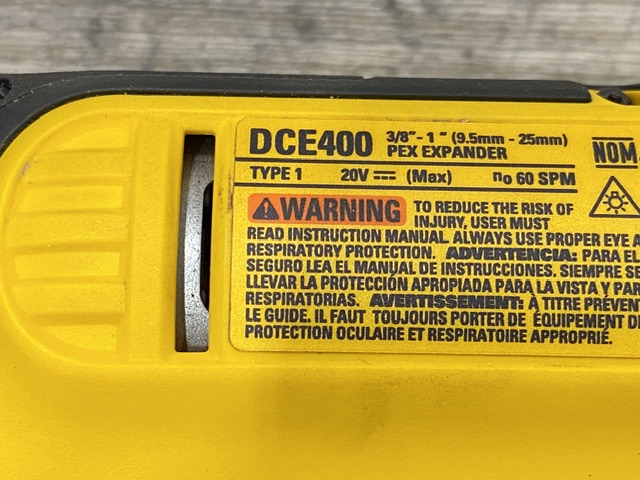 DCE400 3/8"- 1" (9.5mm - 25mm)
PEX EXPANDER
NOM
TYPE 1 20V ⎓ (Max) no 60 SPM
WARNING TO REDUCE THE RISK OF
INJURY, USER MUST
READ INSTRUCTION MANUAL. ALWAYS USE PROPER EYE A
RESPIRATORY PROTECTION. ADVERTENCIA: PARA EL
SEGURO LEA EL MANUAL DE INSTRUCCIONES. SIEMPRE SE
LLEVAR LA PROTECCIÓN APROPIADA PARA LA VISTA Y PAR
RESPIRATORIAS. AVERTISSEMENT: À TITRE PRÉVEN
LE GUIDE. IL FAUT TOUJOURS PORTER DE ÉQUIPEMENT D
PROTECTION OCULAIRE ET RESPIRATOIRE APPROPRIÉ.